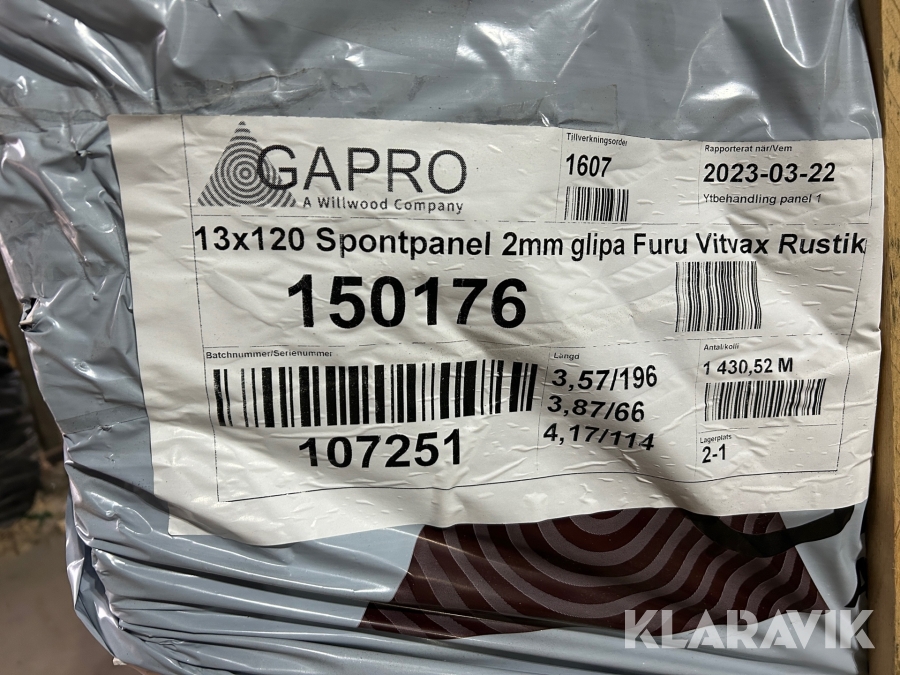 GAPRO
A Willwood Company
Tillverkningsorder
1607
Rapporterat när/Vem
2023-03-22
Ytbehandling panel 1
13x120 Spontpanel 2mm glipa Furu Vitvax Rustik
150176
Batchnummer/Serienummer
107251
Längd
3,57/196
3,87/66
4,17/114
Antal/kolli
1 430,52 M
Lagerplats
2-1
KLARAVIK